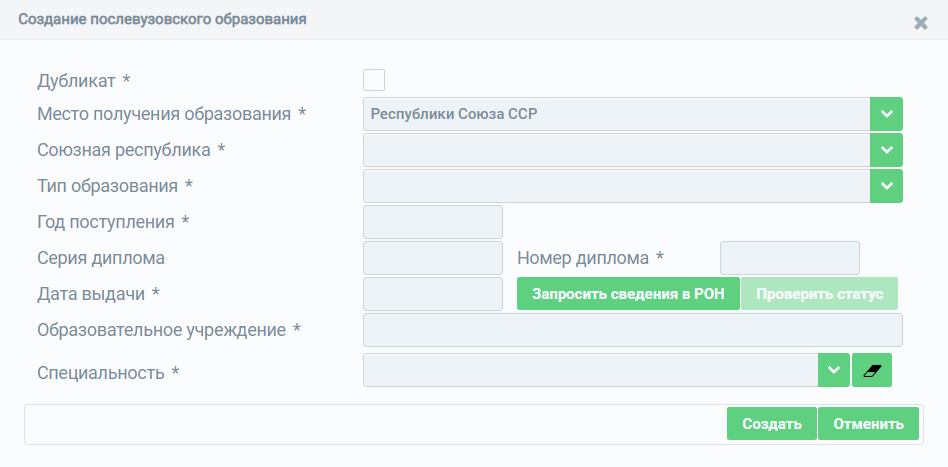 Создание послевузовского образования
Дубликат *
Место получения образования * Республики Союза ССР
Союзная республика *
Тип образования *
Год поступления *
Серия диплома Номер диплома *
Дата выдачи * Запросить сведения в РОН Проверить статус
Образовательное учреждение *
Специальность *
Создать Отменить